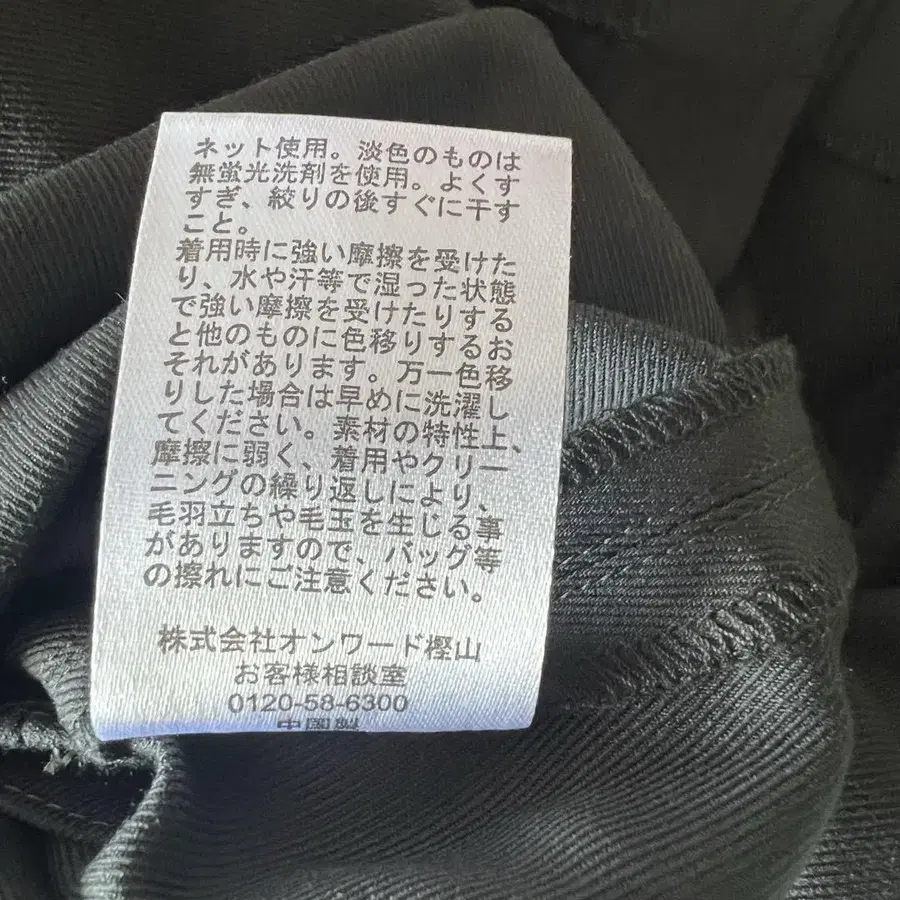 ネット使用。淡色のものは
無蛍光洗剤を使用。よくす
すぎ、絞りの後すぐに干す
こと。
着用時に強い摩擦を受けた
り、水や汗等で湿った状態
で強い摩擦を受けたりする
と他のものに色移りするお
それがあります。万一色移
りした場合は早めに洗濯し
てください。素材の特性上、
摩擦に弱く、着用やクリー
ニングの繰り返しにより、
毛羽立ちや毛玉を生じる事
がありますので、バッグ等
の擦れにご注意ください。
株式会社オンワード樫山
お客様相談室
0120-58-6300
中國製